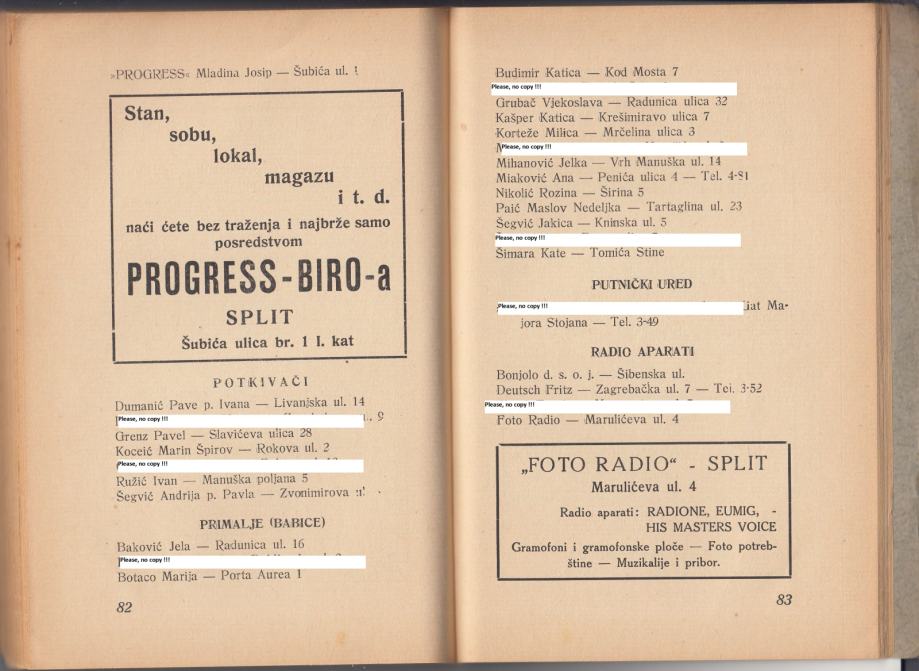 »PROGRESS« Mladina Josip — Šubića ul. 1
Stan,
sobu,
lokal,
magazu
i t. d.
naći ćete bez traženja i najbrže samo
posredstvom
PROGRESS-BIRO-a
SPLIT
Šubića ulica br. 1 I. kat
POTKIVAČI
Dumanić Pave p. Ivana — Livanjska ul. 14
Please, no copy !!! 9
Grenz Pavel — Slavićeva ulica 28
Koceić Marin Špirov — Rokova ul. 2
Please, no copy !!!
Ružić Ivan — Manuška poljana 5
Šegvić Andrija p. Pavla — Zvonimirova ul.
PRIMALJE (BABICE)
Baković Jela — Radunica ul. 16
Please, no copy !!!
Botaco Marija — Porta Aurea 1
82
Budimir Katica — Kod Mosta 7
Please, no copy !!!
Grubač Vjekoslava — Radunica ulica 32
Kašper Katica — Krešimiravo ulica 7
Korteže Milica — Mrčelina ulica 3
Please, no copy !!!
Mihanović Jelka — Vrh Manuška ul. 14
Miaković Ana — Penića ulica 4 — Tel. 4-81
Nikolić Rozina — Širina 5
Paić Maslov Nedeljka — Tartaglina ul. 23
Šegvić Jakica — Kninska ul. 5
Please, no copy !!!
Šimara Kate — Tomića Stine
PUTNIČKI URED
Please, no copy !!! Ma-
jora Stojana — Tel. 3-49
RADIO APARATI
Bonjolo d. s. o. j. — Šibenska ul.
Deutsch Fritz — Zagrebačka ul. 7 — Tel. 3-52
Please, no copy !!!
Foto Radio — Marulićeva ul. 4
„FOTO RADIO“ - SPLIT
Marulićeva ul. 4
Radio aparati: RADIONE, EUMIG, -
HIS MASTERS VOICE
Gramofoni i gramofonske ploče — Foto potreb-
štine — Muzikalije i pribor.
83